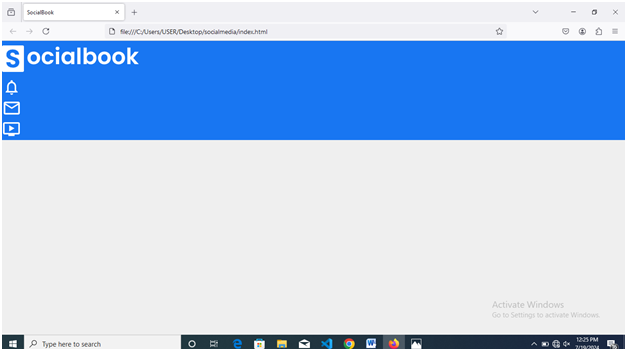 SocialBook
file:///C:/Users/USER/Desktop/socialmedia/index.html
Socialbook
Activate Windows
Go to Settings to activate Windows.
Type here to search
12:25 PM
7/19/2024